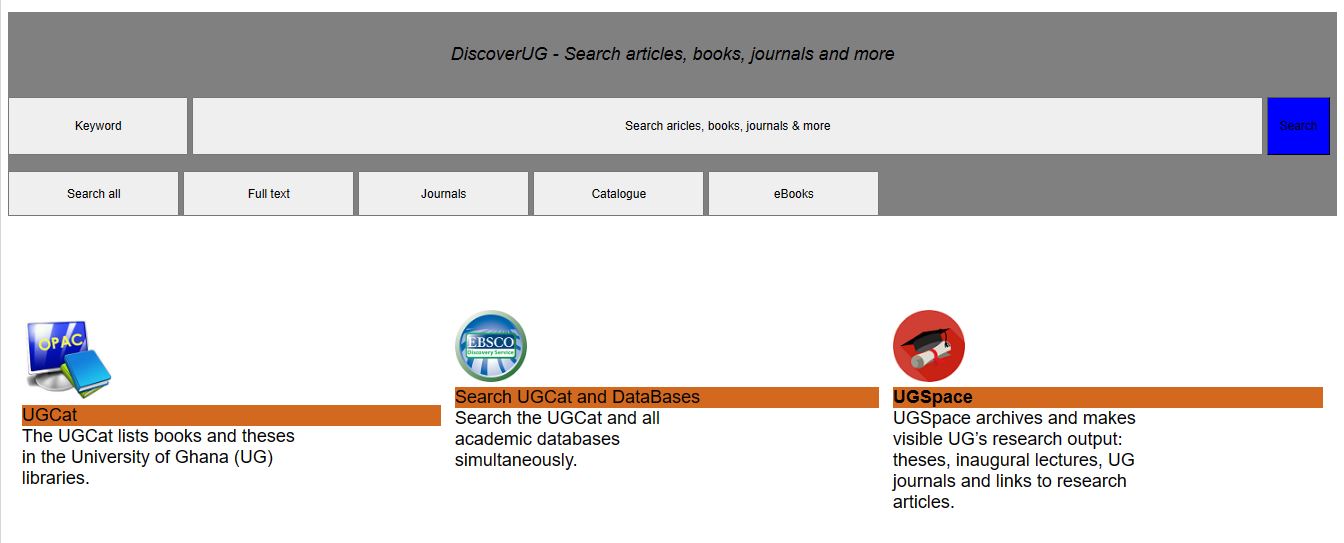 DiscoverUG - Search articles, books, journals and more
Keyword
Search aricles, books, journals & more
Search
Search all
Full text
Journals
Catalogue
eBooks
OPAC
UGCat
The UGCat lists books and theses
in the University of Ghana (UG)
libraries.
EBSCO
Discovery Service
Search UGCat and DataBases
Search the UGCat and all
academic databases
simultaneously.
UGSpace
UGSpace archives and makes
visible UG’s research output:
theses, inaugural lectures, UG
journals and links to research
articles.